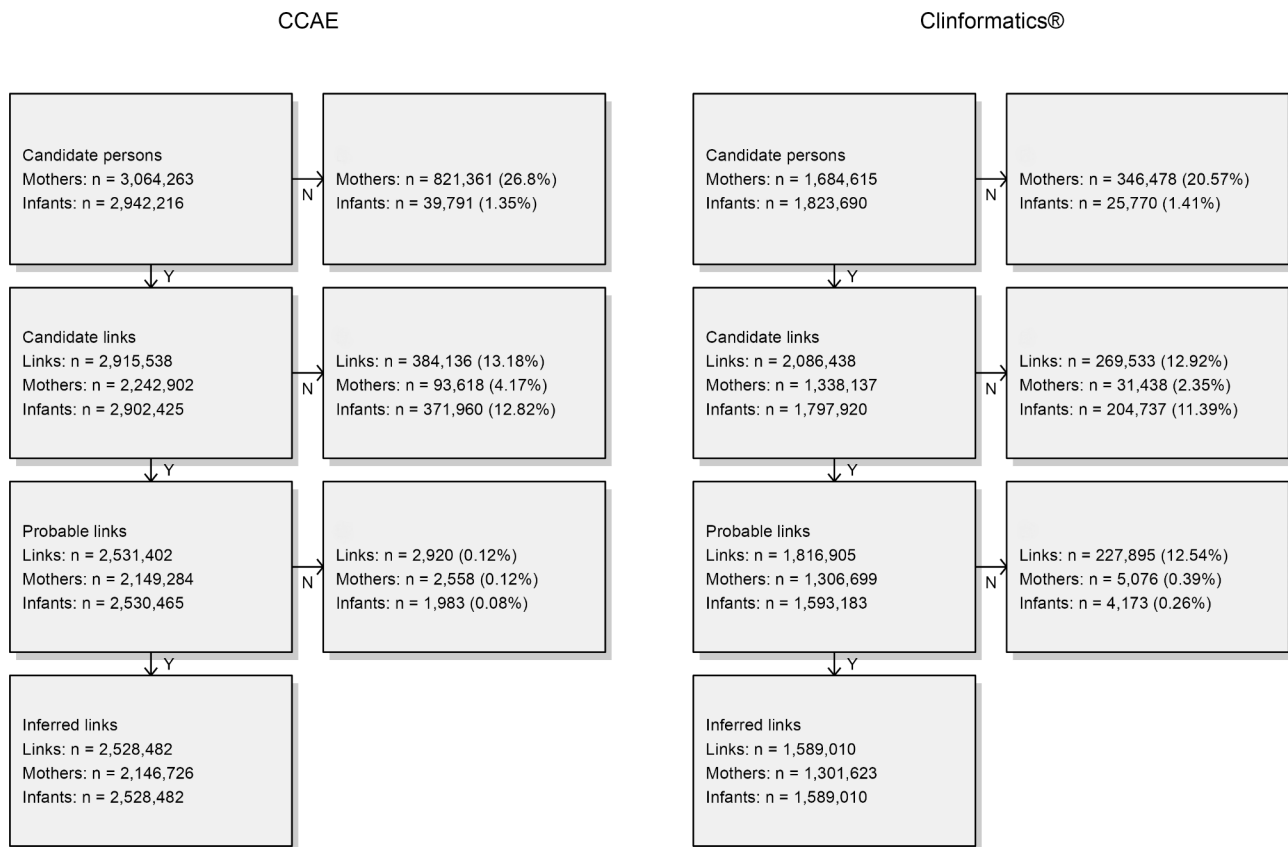 CCAE
Candidate persons
Mothers: n = 3,064,263
Infants: n = 2,942,216
N
Mothers: n = 821,361 (26.8%)
Infants: n = 39,791 (1.35%)
Y
Candidate links
Links: n = 2,915,538
Mothers: n = 2,242,902
Infants: n = 2,902,425
N
Links: n = 384,136 (13.18%)
Mothers: n = 93,618 (4.17%)
Infants: n = 371,960 (12.82%)
Y
Probable links
Links: n = 2,531,402
Mothers: n = 2,149,284
Infants: n = 2,530,465
N
Links: n = 2,920 (0.12%)
Mothers: n = 2,558 (0.12%)
Infants: n = 1,983 (0.08%)
Y
Inferred links
Links: n = 2,528,482
Mothers: n = 2,146,726
Infants: n = 2,528,482
Clinformatics®
Candidate persons
Mothers: n = 1,684,615
Infants: n = 1,823,690
N
Mothers: n = 346,478 (20.57%)
Infants: n = 25,770 (1.41%)
Y
Candidate links
Links: n = 2,086,438
Mothers: n = 1,338,137
Infants: n = 1,797,920
N
Links: n = 269,533 (12.92%)
Mothers: n = 31,438 (2.35%)
Infants: n = 204,737 (11.39%)
Y
Probable links
Links: n = 1,816,905
Mothers: n = 1,306,699
Infants: n = 1,593,183
N
Links: n = 227,895 (12.54%)
Mothers: n = 5,076 (0.39%)
Infants: n = 4,173 (0.26%)
Y
Inferred links
Links: n = 1,589,010
Mothers: n = 1,301,623
Infants: n = 1,589,010